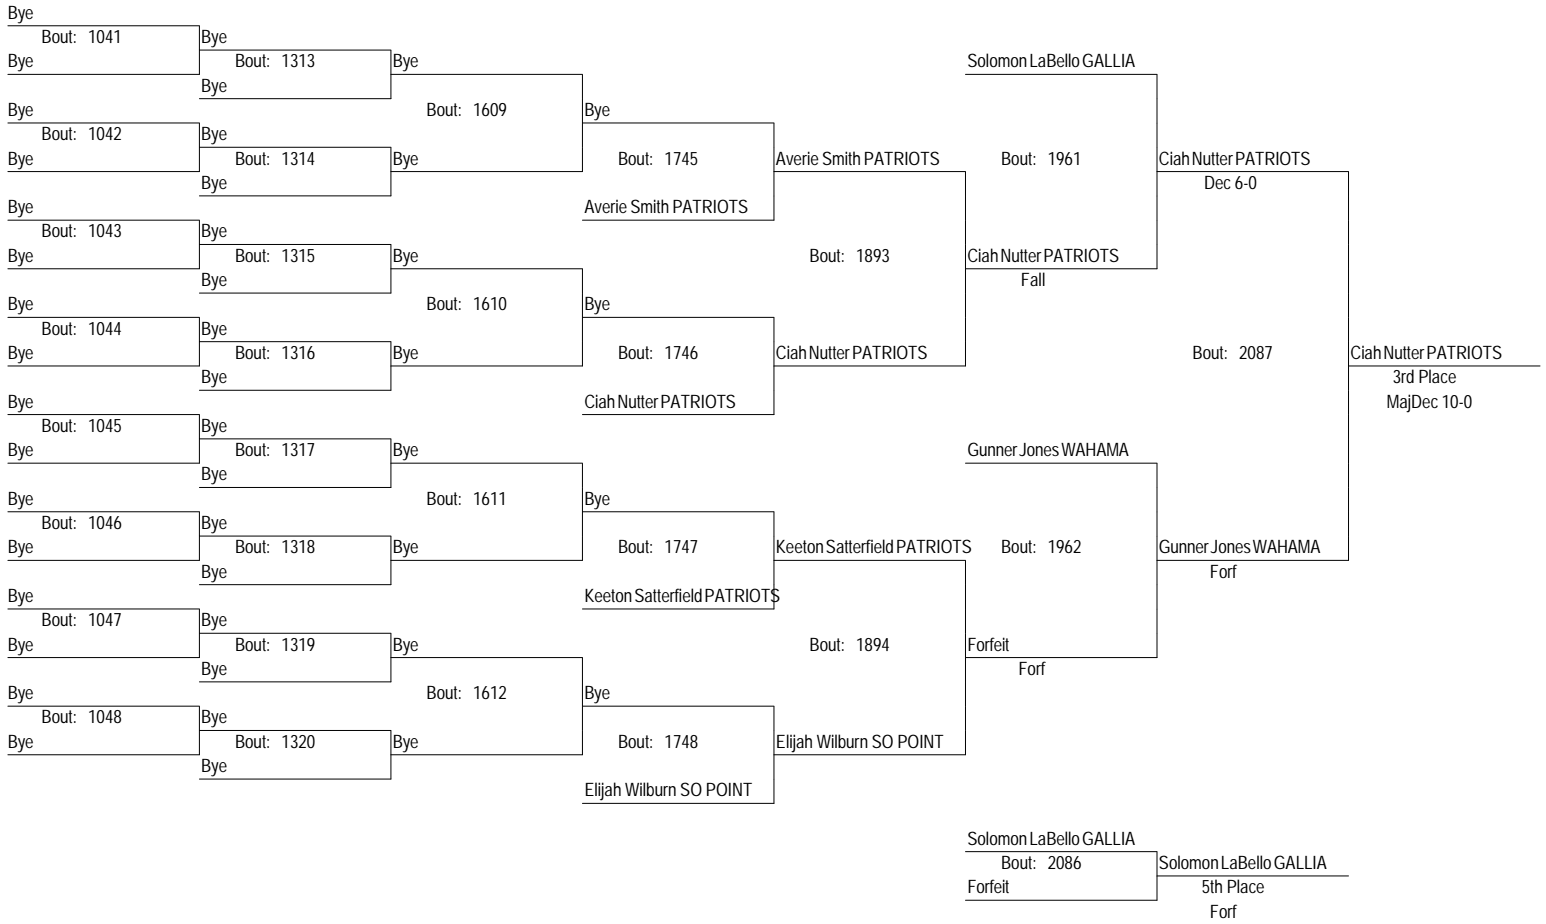 Bye
Bout: 1041 Bye
Bye Bout: 1313 Bye Solomon LaBello GALLIA
Bye
Bye Bout: 1609 Bye
Bout: 1042 Bye
Bye Bout: 1314 Bye Bout: 1745 Averie Smith PATRIOTS Bout: 1961 Ciah Nutter PATRIOTS
Bye Dec 6-0
Bye Averie Smith PATRIOTS
Bout: 1043 Bye
Bye Bout: 1315 Bye Bout: 1893 Ciah Nutter PATRIOTS
Bye Fall
Bye Bout: 1610 Bye
Bout: 1044 Bye
Bye Bout: 1316 Bye Bout: 1746 Ciah Nutter PATRIOTS Bout: 2087 Ciah Nutter PATRIOTS
Bye 3rd Place
Bye Ciah Nutter PATRIOTS MajDec 10-0
Bout: 1045 Bye
Bye Bout: 1317 Bye Gunner Jones WAHAMA
Bye
Bye Bout: 1611 Bye
Bout: 1046 Bye
Bye Bout: 1318 Bye Bout: 1747 Keeton Satterfield PATRIOTS Bout: 1962 Gunner Jones WAHAMA
Bye Forf
Bye Keeton Satterfield PATRIOTS
Bout: 1047 Bye
Bye Bout: 1319 Bye Bout: 1894 Forfeit
Bye Forf
Bye Bout: 1612 Bye
Bout: 1048 Bye
Bye Bout: 1320 Bye Bout: 1748 Elijah Wilburn SO POINT
Bye
Elijah Wilburn SO POINT
Solomon LaBello GALLIA
Bout: 2086 Solomon LaBello GALLIA
Forfeit 5th Place
Forf